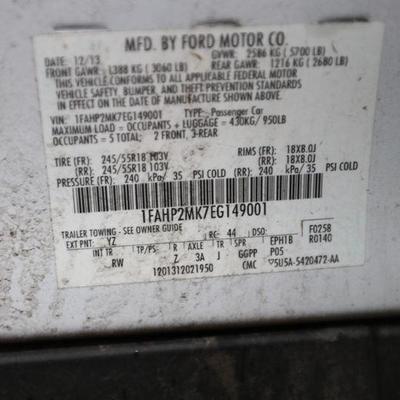 MFD. BY FORD MOTOR CO.
DATE: 12/13 GVWR: 2586 KG (5700 LB)
FRONT GAWR: 1388 KG (3060 LB) REAR GAWR: 1216 KG (2680 LB)
THIS VEHICLE CONFORMS TO ALL APPLICABLE FEDERAL MOTOR
VEHICLE SAFETY, BUMPER, AND THEFT PREVENTION STANDARDS
IN EFFECT ON THE DATE OF MANUFACTURE SHOWN ABOVE.
VIN: 1FAHP2MK7EG149001 TYPE: Passenger Car
MAXIMUM LOAD = OCCUPANTS + LUGGAGE = 430KG/ 950LB
OCCUPANTS = 5 TOTAL: 2 FRONT, 3-REAR
TIRE (FR): 245/55R18 103V RIMS (FR): 18X8.0J
(RR): 245/55R18 103V (RR): 18X8.0J
PRESSURE (FR): 240 kPa/ 35 PSI COLD (RR): 240 kPa/ 35 PSI COLD
1FAHP2MK7EG149001
TRAILER TOWING - SEE OWNER GUIDE F0258
EXT PNT: YZ RC: 44 DSO: R0140
INT TR TP/PS R AXLE TR SPR EPHTB
RW Z 3A J GGPP P05
1201312021950 CMC 5U5A-5420472-AA